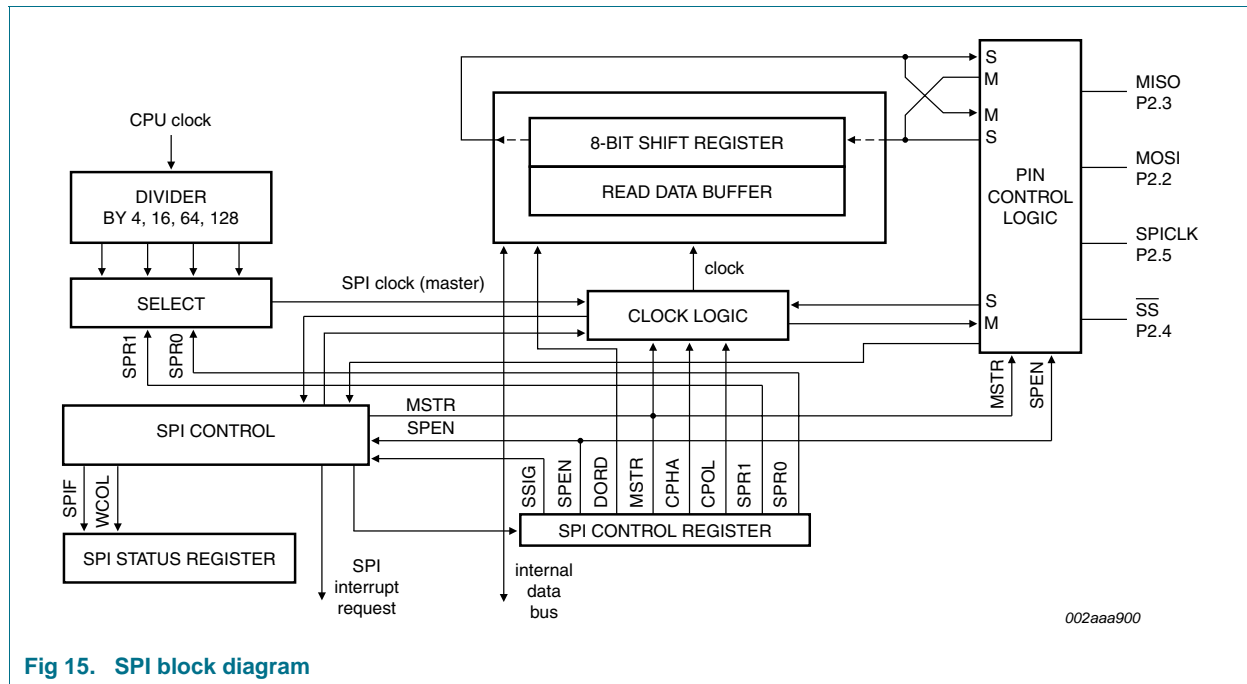 S
M
MISO
P2.3
CPU clock
M
8-BIT SHIFT REGISTER
S
DIVIDER
BY 4, 16, 64, 128
READ DATA BUFFER
PIN
CONTROL
LOGIC
MOSI
P2.2
SPICLK
P2.5
clock
SPI clock (master)
SELECT
CLOCK LOGIC
S
M
SS
P2.4
SPR1
SPR0
MSTR
SPEN
MSTR
SPI CONTROL
SPEN
SSIG
SPEN
DORD
MSTR
CPHA
CPOL
SPR1
SPR0
SPIF
WCOL
SPI CONTROL REGISTER
SPI STATUS REGISTER
SPI
interrupt
request
internal
data
bus
002aaa900
Fig 15. SPI block diagram